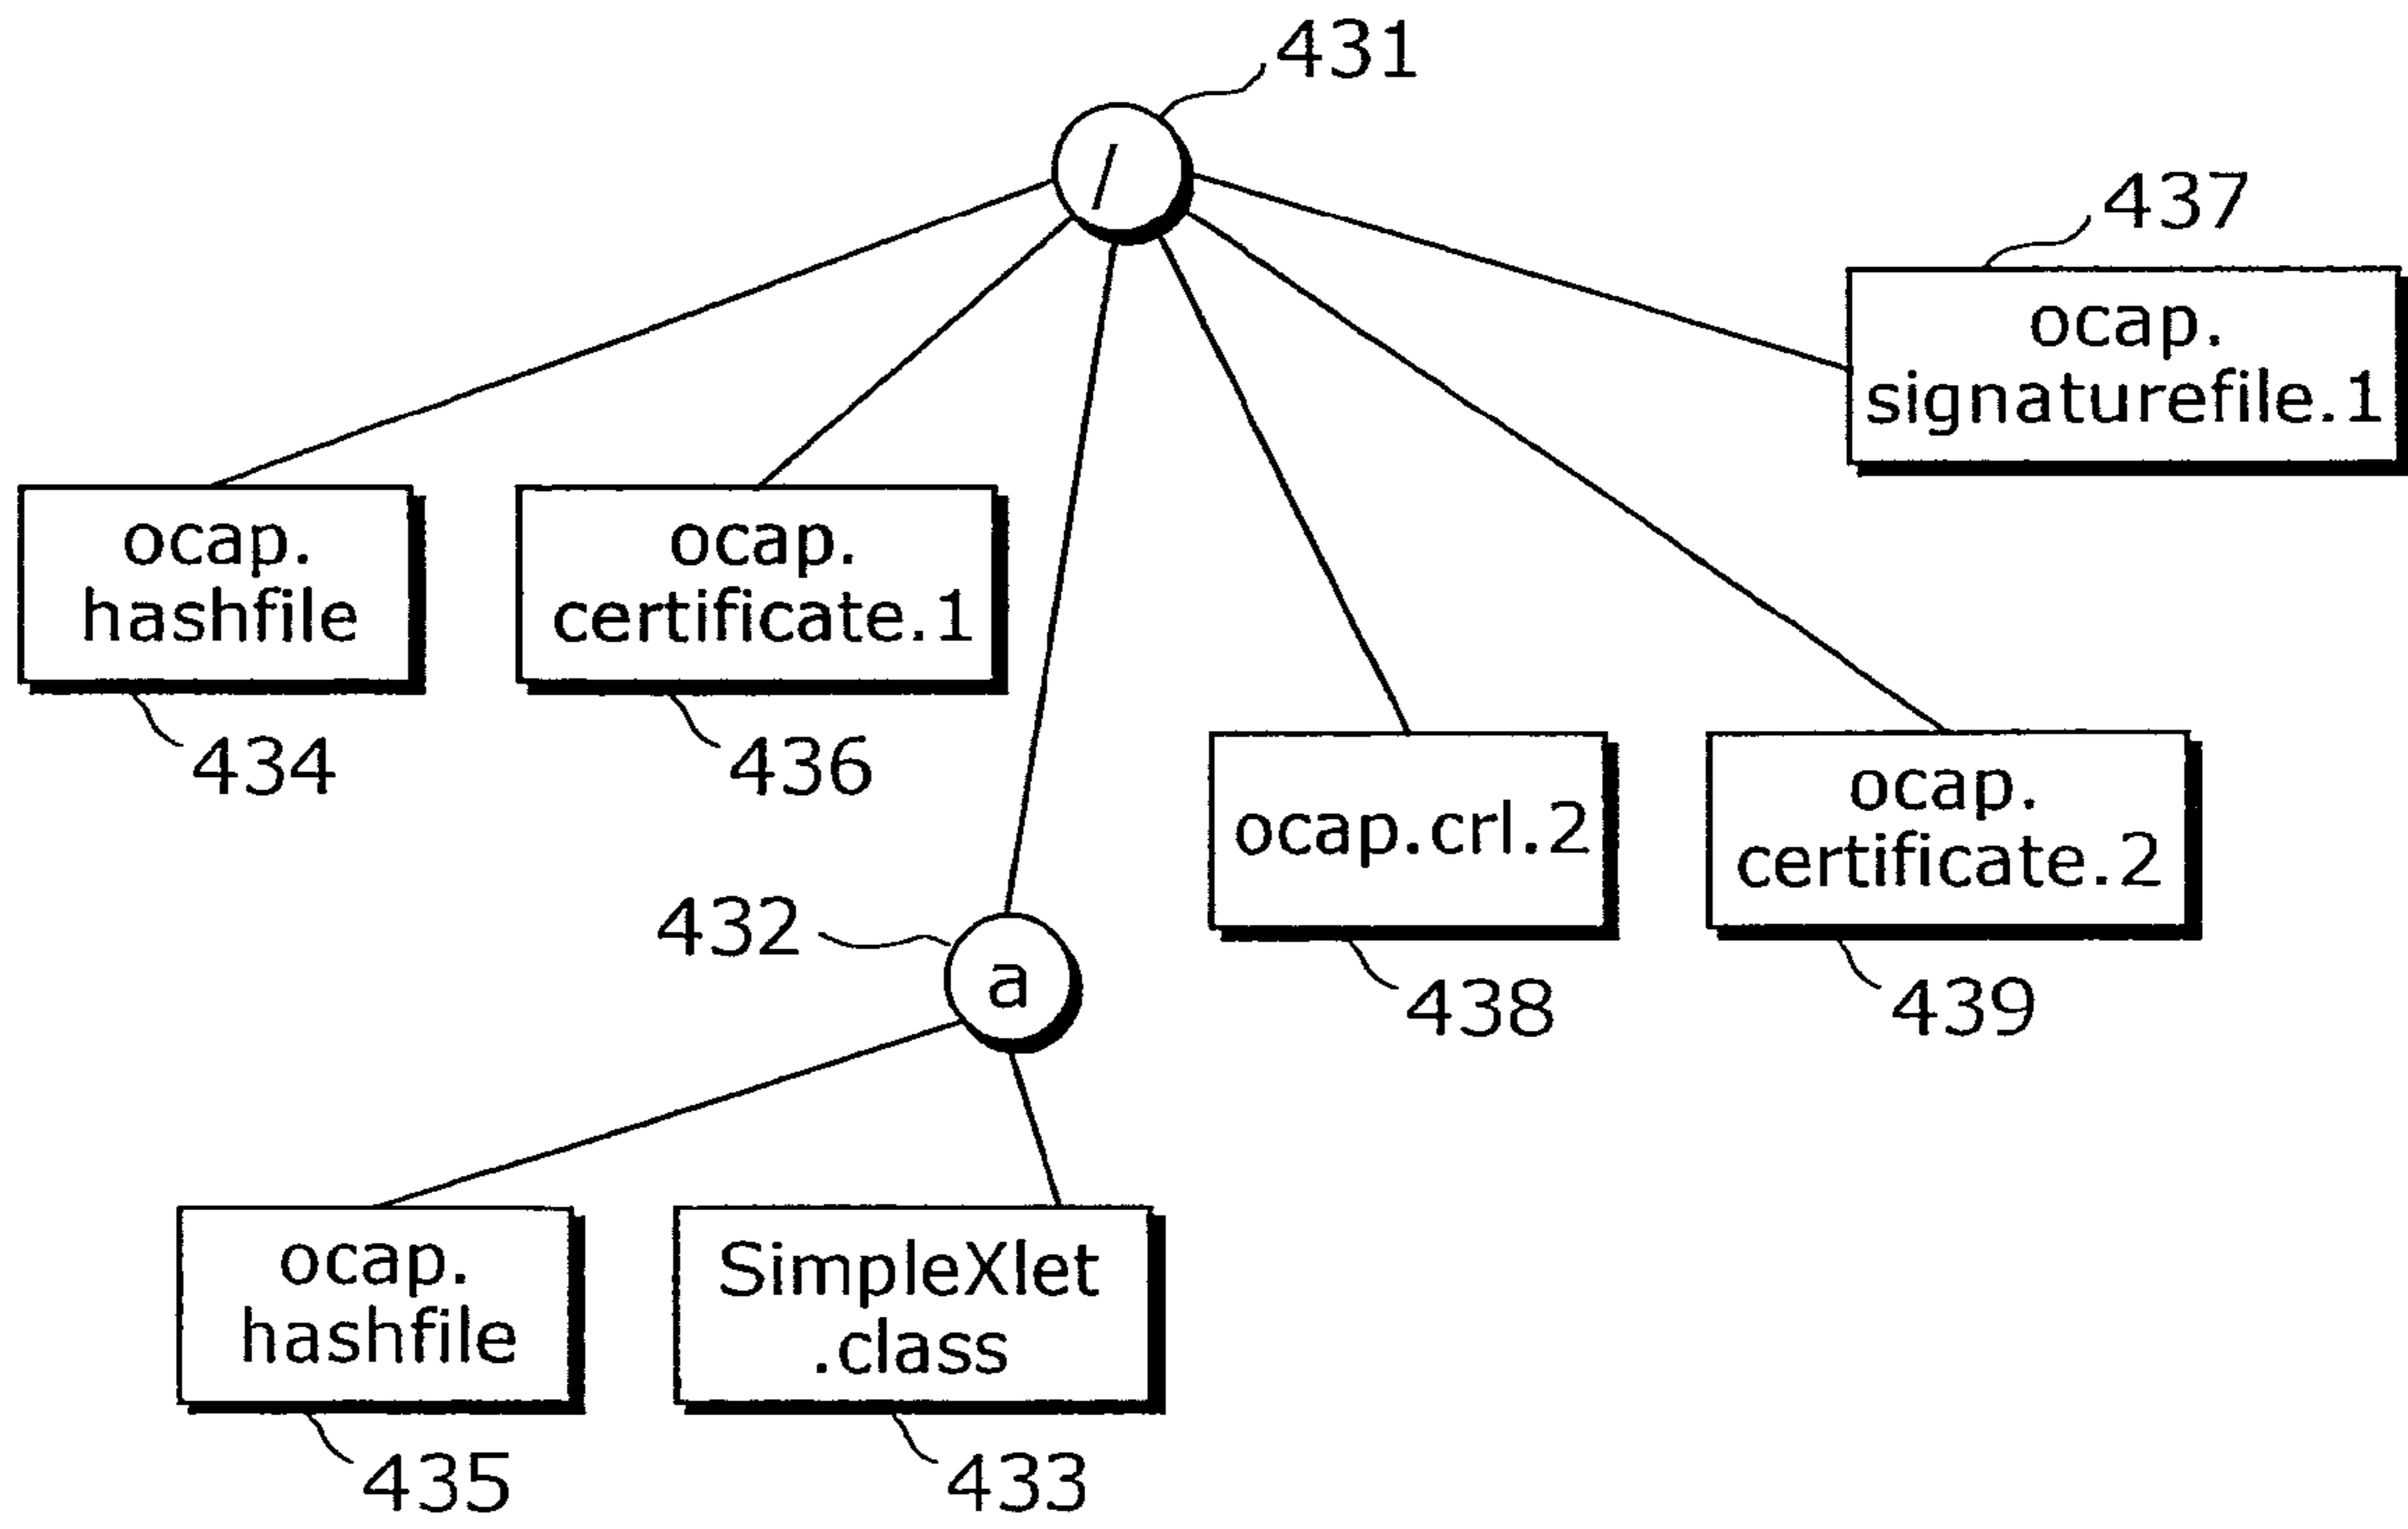 431
/
437
ocap.
signaturefile.1
ocap.
hashfile
434
ocap.
certificate.1
436
432
a
ocap.crl.2
438
ocap.
certificate.2
439
ocap.
hashfile
435
SimpleXlet
.class
433